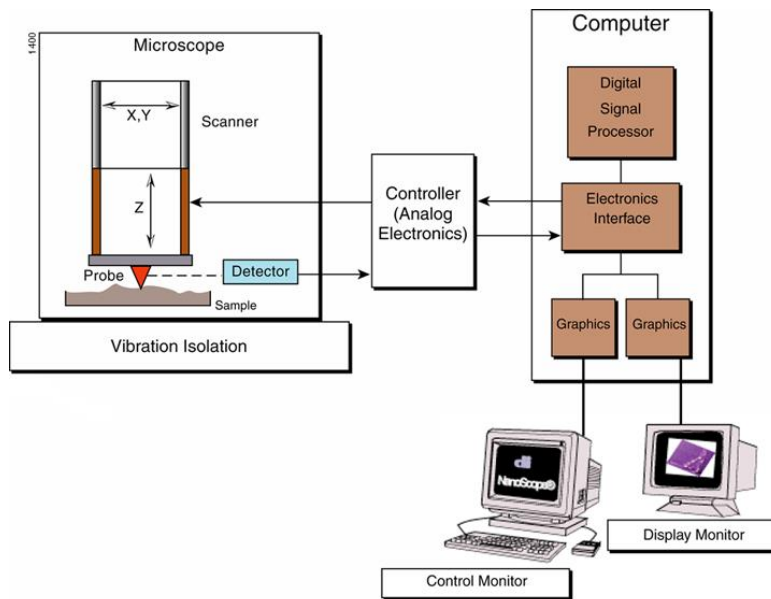 1400
Microscope
X,Y
Scanner
Z
Probe
Detector
Sample
Vibration Isolation
Controller
(Analog
Electronics)
Computer
Digital
Signal
Processor
Electronics
Interface
Graphics
Graphics
di
NanoScope®
Control Monitor
Display Monitor